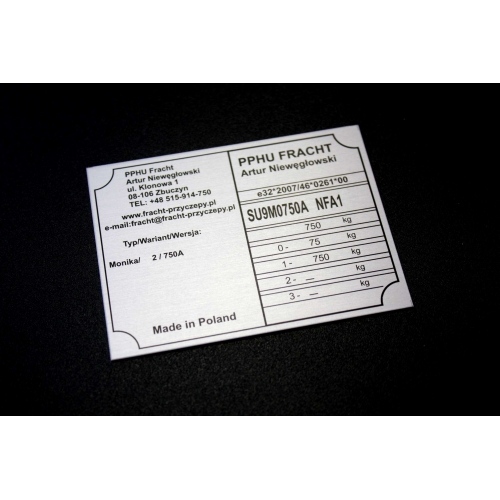 PPHU Fracht
Artur Niewęgłowski
ul. Klonowa 1
08-106 Zbuczyn
TEL: +48 515-914-750
www.fracht-przyczepy.pl
e-mail:fracht@fracht-przyczepy.pl
Typ/Wariant/Wersja:
Monika/ 2 / 750A
Made in Poland
PPHU FRACHT
Artur Niewęgłowski
e32*2007/46*0261*00
SU9M0750A NFA1
750 kg
0 - 75 kg
1 - 750 kg
2 - — kg
3 - — kg